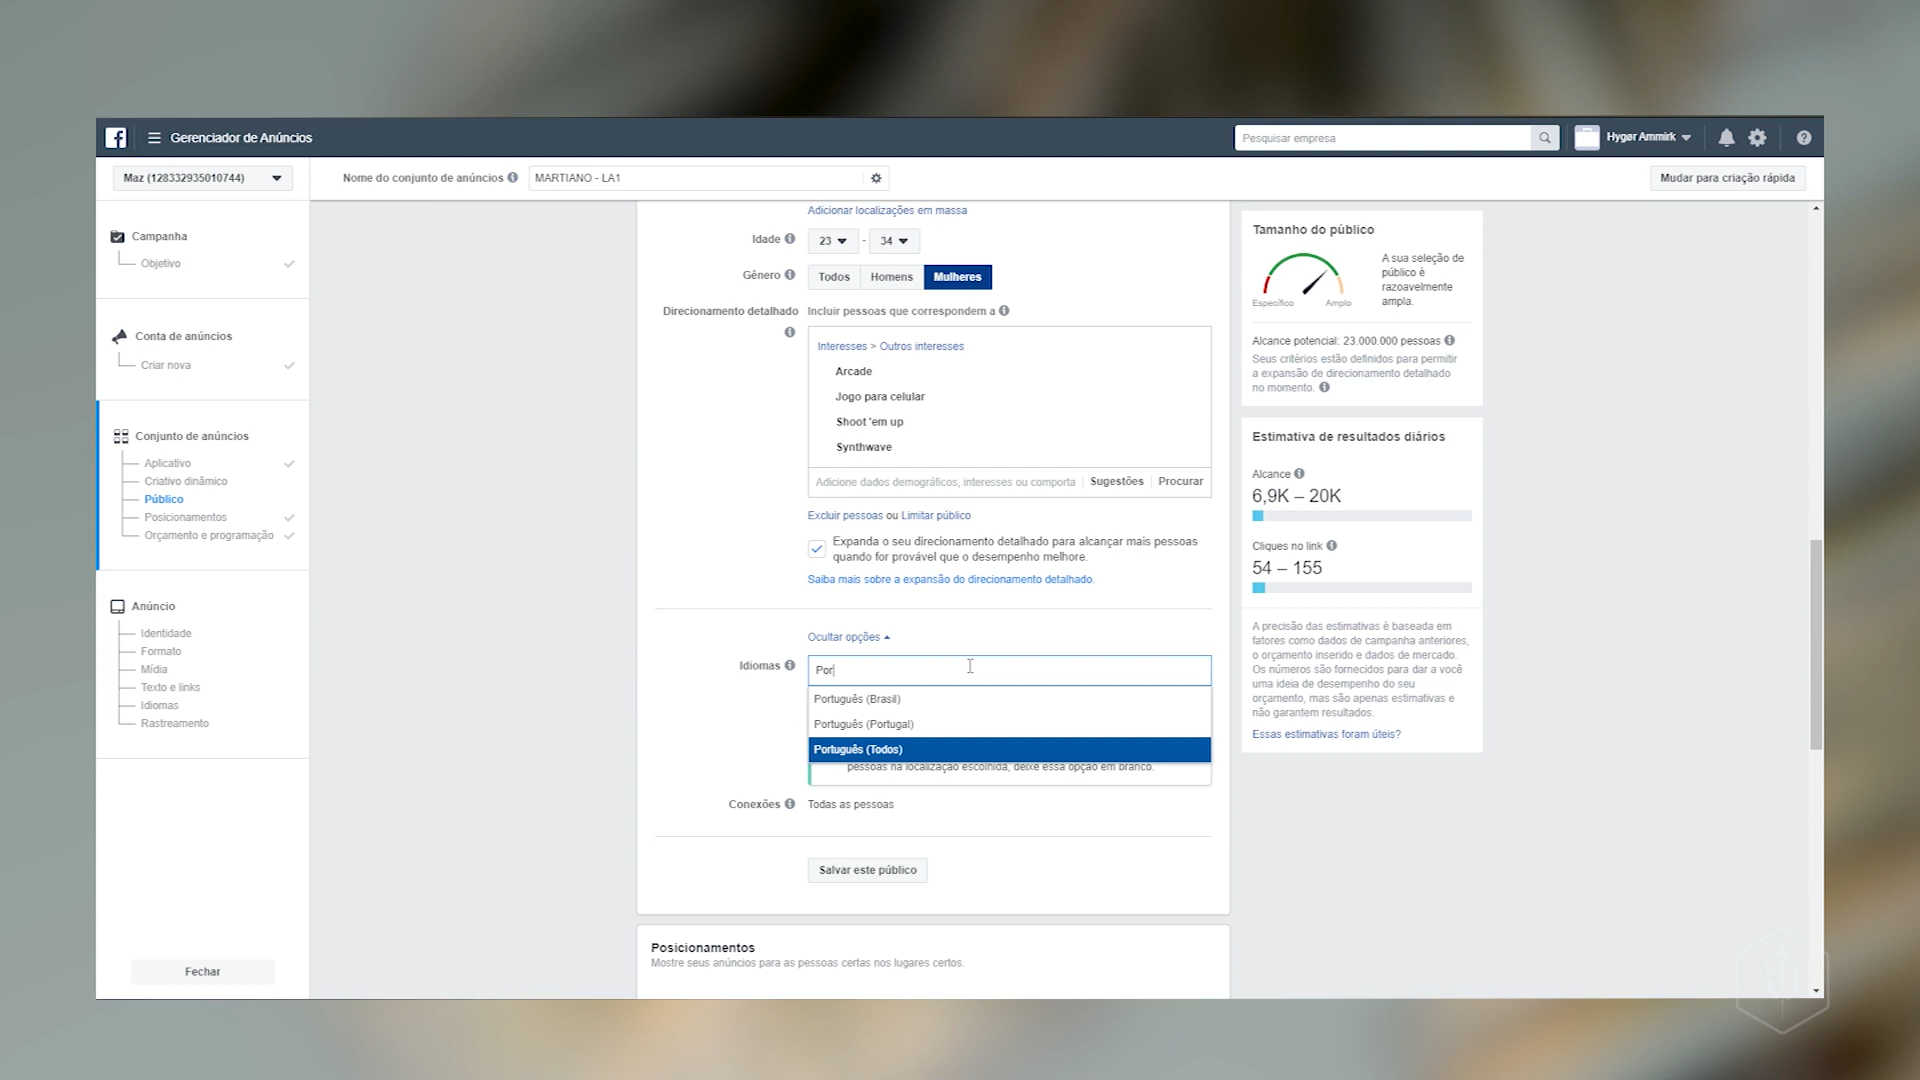 Gerenciador de Anúncios
Pesquisar empresa
Hygør Ammirk
Maz (128332935010744)
Nome do conjunto de anúncios
MARTIANO - LA1
Mudar para criação rápida
Campanha
Objetivo
Conta de anúncios
Criar nova
Conjunto de anúncios
Aplicativo
Criativo dinâmico
Público
Posicionamentos
Orçamento e programação
Anúncio
Identidade
Formato
Mídia
Texto e links
Idiomas
Rastreamento
Fechar
Adicionar localizações em massa
Idade
23 - 34
Gênero
Todos Homens Mulheres
Direcionamento detalhado
Incluir pessoas que correspondem a
Interesses > Outros interesses
Arcade
Jogo para celular
Shoot 'em up
Synthwave
Adicione dados demográficos, interesses ou comporta
Sugestões
Procurar
Excluir pessoas ou Limitar público
Expanda o seu direcionamento detalhado para alcançar mais pessoas
quando for provável que o desempenho melhore.
Saiba mais sobre a expansão do direcionamento detalhado.
Ocultar opções
Idiomas
Por
Português (Brasil)
Português (Portugal)
Português (Todos)
pessoas na localização escolhida, deixe essa opção em branco.
Conexões
Todas as pessoas
Salvar este público
Posicionamentos
Mostre seus anúncios para as pessoas certas nos lugares certos.
Tamanho do público
Específico
Amplo
A sua seleção de
público é
razoavelmente
ampla.
Alcance potencial: 23.000.000 pessoas
Seus critérios estão definidos para permitir
a expansão de direcionamento detalhado
no momento.
Estimativa de resultados diários
Alcance
6,9K – 20K
Cliques no link
54 – 155
A precisão das estimativas é baseada em
fatores como dados de campanha anteriores,
o orçamento inserido e dados de mercado.
Os números são fornecidos para dar a você
uma ideia de desempenho do seu
orçamento, mas são apenas estimativas e
não garantem resultados.
Essas estimativas foram úteis?